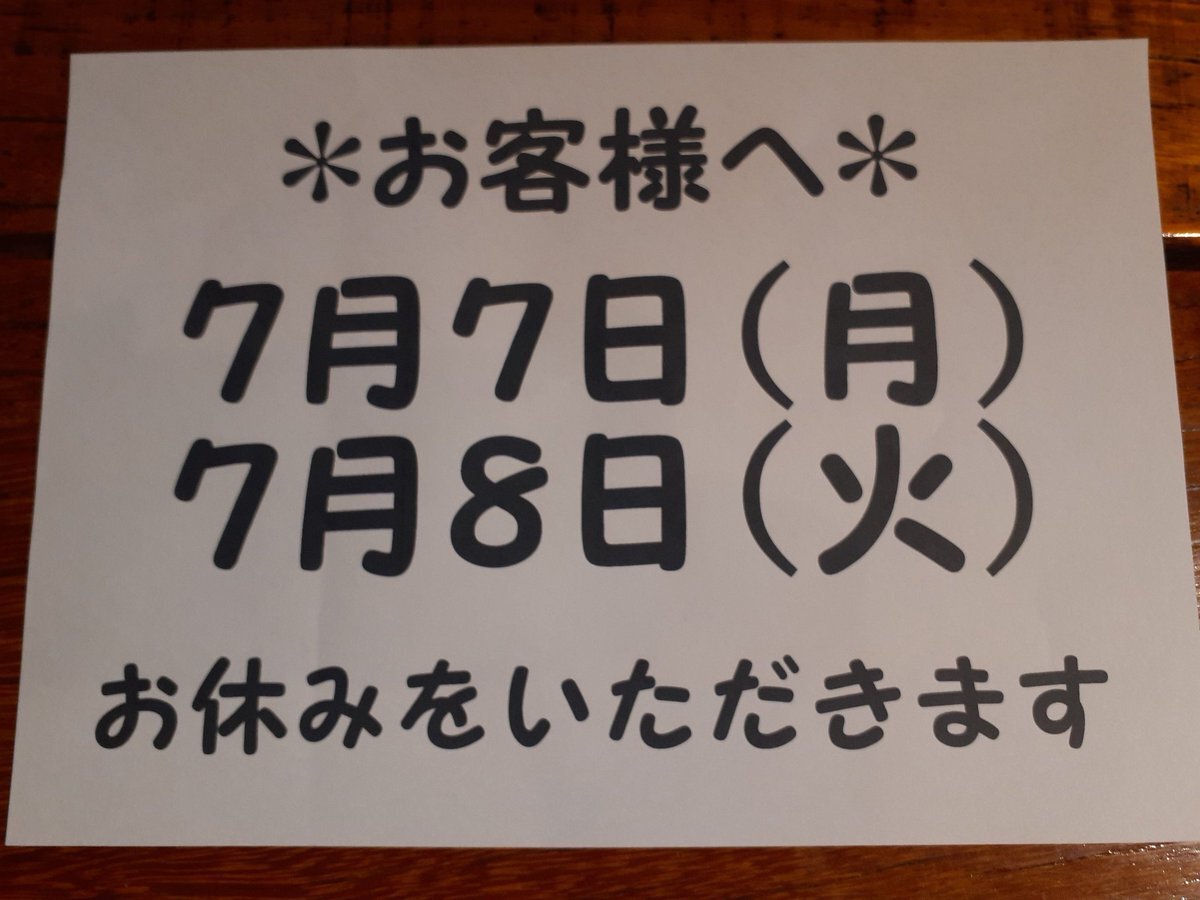 ＊お客様へ＊
7月7日（月）
7月8日（火）
お休みをいただきます